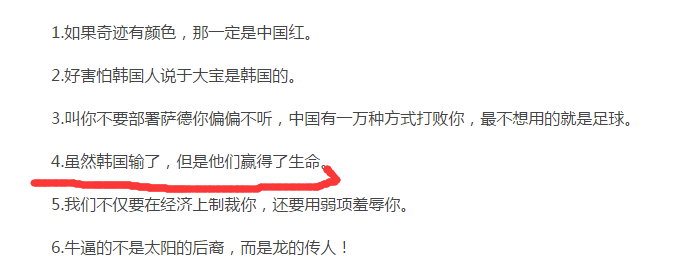 1.如果奇迹有颜色，那一定是中国红。
2.好害怕韩国人说于大宝是韩国的。
3.叫你不要部署萨德你偏偏不听，中国有一万种方式打败你，最不想用的就是足球。
4.虽然韩国输了，但是他们赢得了生命。
5.我们不仅要在经济上制裁你，还要用弱项羞辱你。
6.牛逼的不是太阳的后裔，而是龙的传人！